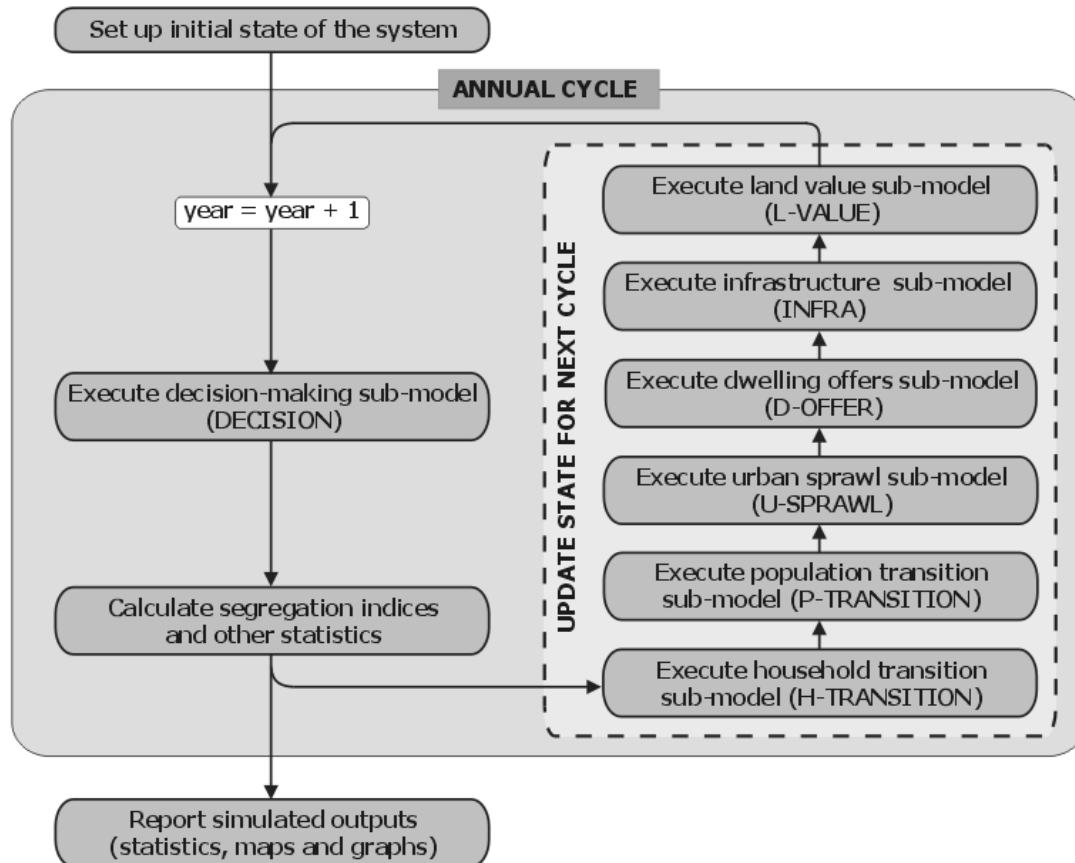 Set up initial state of the system
ANNUAL CYCLE
year = year + 1
Execute decision-making sub-model
(DECISION)
Calculate segregation indices
and other statistics
Report simulated outputs
(statistics, maps and graphs)
UPDATE STATE FOR NEXT CYCLE
Execute land value sub-model
(L-VALUE)
Execute infrastructure sub-model
(INFRA)
Execute dwelling offers sub-model
(D-OFFER)
Execute urban sprawl sub-model
(U-SPRAWL)
Execute population transition
sub-model (P-TRANSITION)
Execute household transition
sub-model (H-TRANSITION)